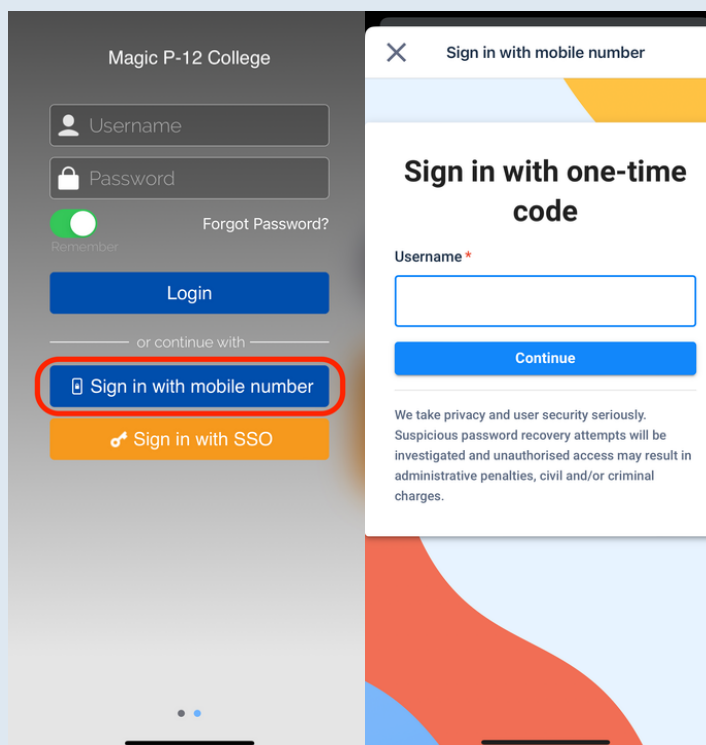 Magic P-12 College
Username
Password
Forgot Password?
Remember
Login
or continue with
Sign in with mobile number
Sign in with SSO
Sign in with mobile number
Sign in with one-time
code
Username *
Continue
We take privacy and user security seriously.
Suspicious password recovery attempts will be
investigated and unauthorised access may result in
administrative penalties, civil and/or criminal
charges.